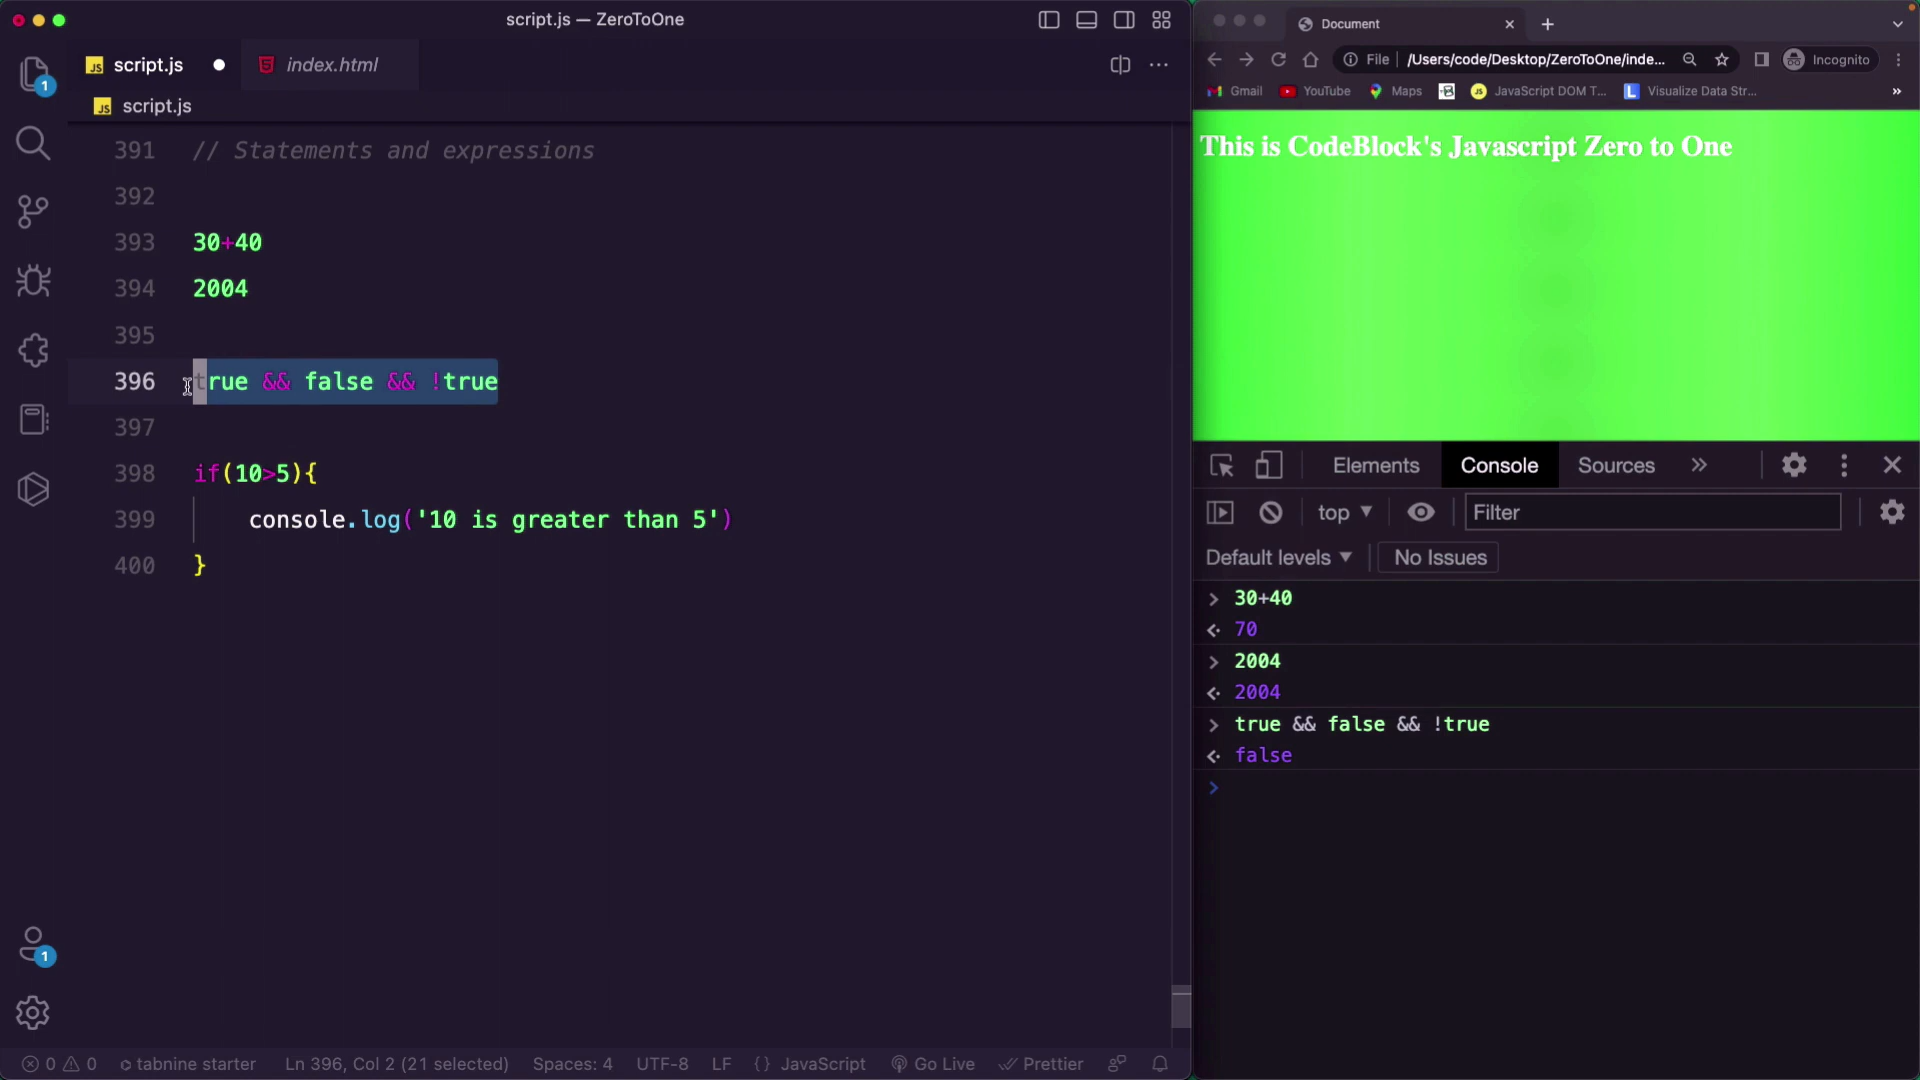 script.js — ZeroToOne
script.js
index.html
script.js
391 // Statements and expressions
392
393 30+40
394 2004
395
396 true && false && !true
397
398 if(10>5){
399 console.log('10 is greater than 5')
400 }
1
1
0 0 tabnine starter Ln 396, Col 2 (21 selected) Spaces: 4 UTF-8 LF {} JavaScript Go Live Prettier
Document
File /Users/code/Desktop/ZeroToOne/inde... Incognito
Gmail YouTube Maps JavaScript DOM T... Visualize Data Str... »
This is CodeBlock's Javascript Zero to One
Elements Console Sources »
top ▼ Filter
Default levels ▼ No Issues
> 30+40
70
> 2004
2004
> true && false && !true
false
>